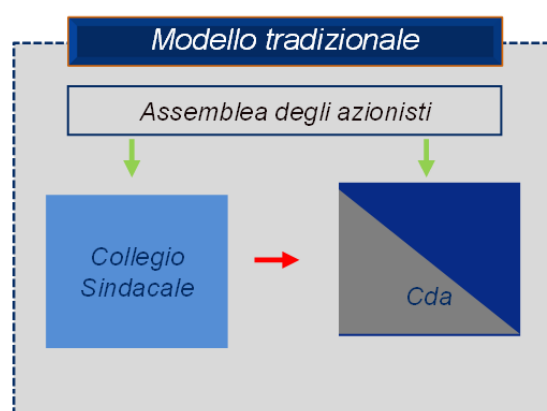 Modello tradizionale
Assemblea degli azionisti
Collegio
Sindacale
Cda